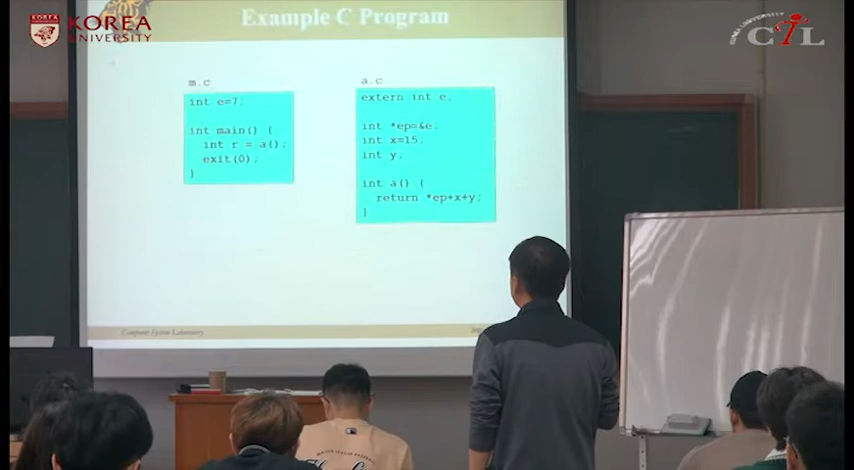 KOREA
UNIVERSITY
CIL
Example C Program
m.c
int e=7;
int main() {
int r = a();
exit(0);
}
a.c
extern int e;
int *ep=&e;
int x=15;
int y;
int a() {
return *ep+x+y;
}
Computer System Laboratory